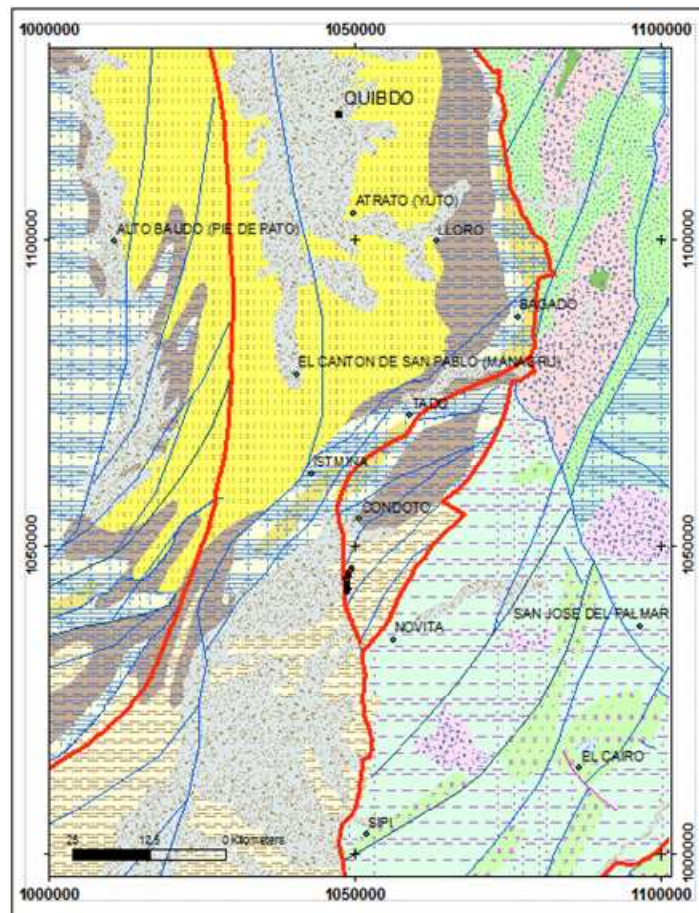 1000000 1050000 1100000
QUIBDO
ATRATO (YUTO)
1100000 ALTO BAUDO (PIE DE PATO) LLORO 1100000
BAGADO
EL CANTON DE SAN PABLO (MANAGRU)
TADO
ISTMINA
CONDOTO
1050000 1050000
SAN JOSE DEL PALMAR
NOVITA
EL CAIRO
SIPI
25 12,5 0 Kilometers
1000000
1000000 1050000 1100000